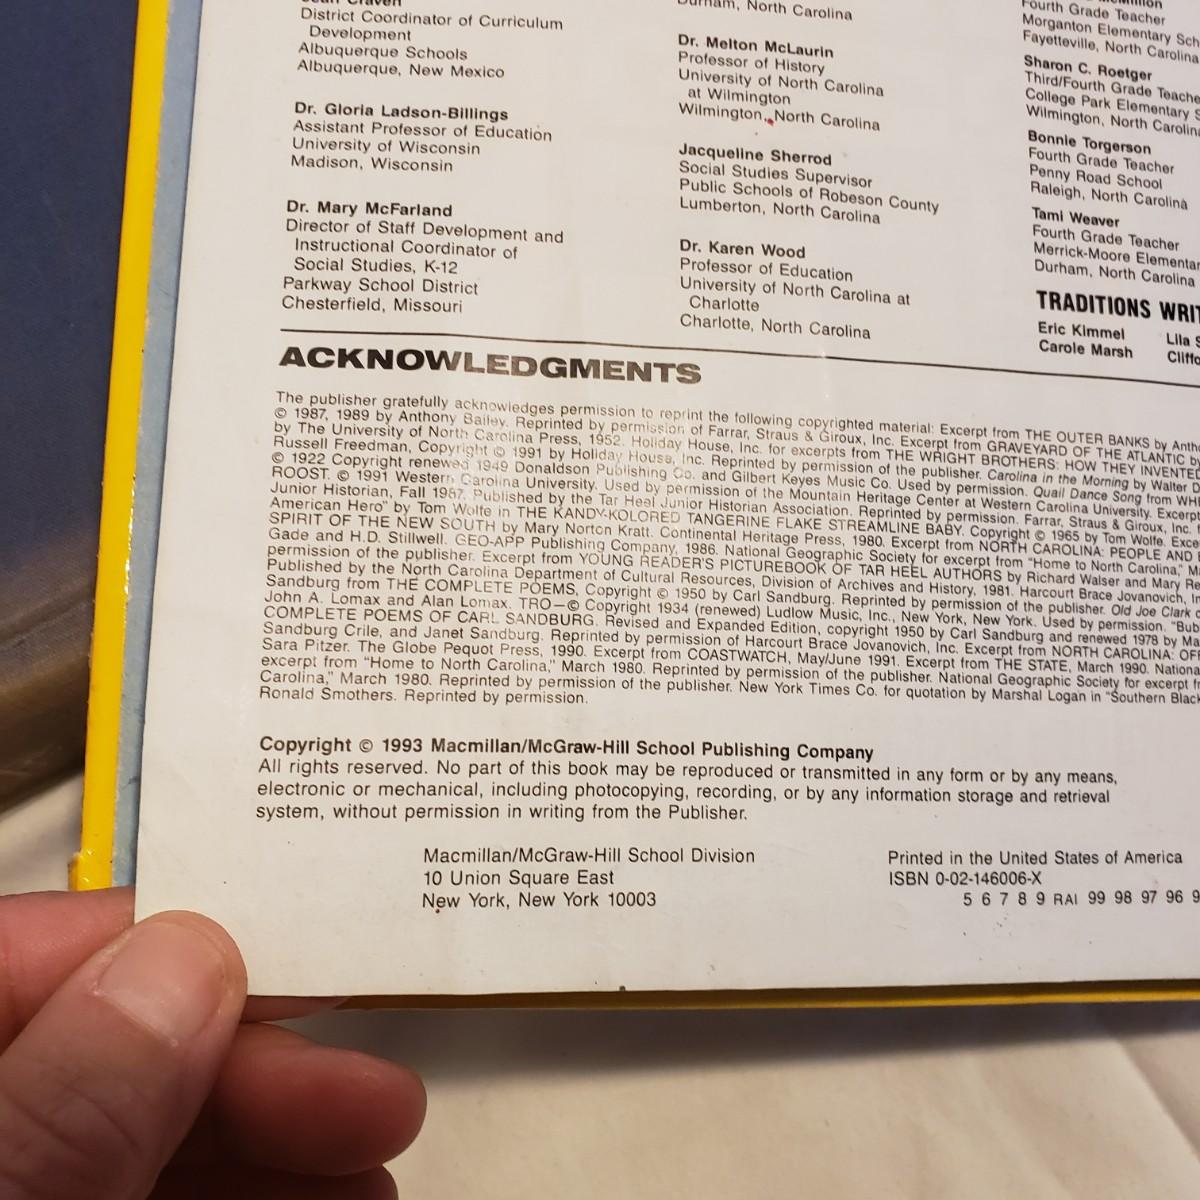 District Coordinator of Curriculum
Development
Albuquerque Schools
Albuquerque, New Mexico
Dr. Gloria Ladson-Billings
Assistant Professor of Education
University of Wisconsin
Madison, Wisconsin
Dr. Mary McFarland
Director of Staff Development and
Instructional Coordinator of
Social Studies, K-12
Parkway School District
Chesterfield, Missouri
Durham, North Carolina
Dr. Melton McLaurin
Professor of History
University of North Carolina
at Wilmington
Wilmington, North Carolina
Jacqueline Sherrod
Social Studies Supervisor
Public Schools of Robeson County
Lumberton, North Carolina
Dr. Karen Wood
Professor of Education
University of North Carolina at
Charlotte
Charlotte, North Carolina
Fourth Grade Teacher
Morganton Elementary Sch
Fayetteville, North Carolina
Sharon C. Roetger
Third/Fourth Grade Teache
College Park Elementary S
Wilmington, North Carolin
Bonnie Torgerson
Fourth Grade Teacher
Penny Road School
Raleigh, North Carolina
Tami Weaver
Fourth Grade Teacher
Merrick-Moore Elementar
Durham, North Carolina
TRADITIONS WRIT
Eric Kimmel Lila S
Carole Marsh Cliffo
ACKNOWLEDGMENTS
The publisher gratefully acknowledges permission to reprint the following copyrighted material: Excerpt from THE OUTER BANKS by Antho
© 1987, 1989 by Anthony Bailey. Reprinted by permission of Farrar, Straus & Giroux, Inc. Excerpt from GRAVEYARD OF THE ATLANTIC by
by The University of North Carolina Press, 1952. Holiday House, Inc. for excerpts from THE WRIGHT BROTHERS: HOW THEY INVENTED
Russell Freedman, Copyright © 1991 by Holiday House, Inc. Reprinted by permission of the publisher. Carolina in the Morning by Walter D
© 1922 Copyright renewed 1949 Donaldson Publishing Co. and Gilbert Keyes Music Co. Used by permission. Quail Dance Song from WH
ROOST. © 1991 Western Carolina University. Used by permission of the Mountain Heritage Center at Western Carolina University. Excerpt
Junior Historian, Fall 1987. Published by the Tar Heel Junior Historian Association. Reprinted by permission. Farrar, Straus & Giroux, Inc.
American Hero" by Tom Wolfe in THE KANDY-KOLORED TANGERINE FLAKE STREAMLINE BABY. Copyright © 1965 by Tom Wolfe. Exce
SPIRIT OF THE NEW SOUTH by Mary Norton Kratt. Continental Heritage Press, 1980. Excerpt from NORTH CAROLINA: PEOPLE AND
Gade and H.D. Stillwell. GEO-APP Publishing Company, 1986. National Geographic Society for excerpt from "Home to North Carolina," M
permission of the publisher. Excerpt from YOUNG READER'S PICTUREBOOK OF TAR HEEL AUTHORS by Richard Walser and Mary Re
Published by the North Carolina Department of Cultural Resources, Division of Archives and History, 1981. Harcourt Brace Jovanovich, In
Sandburg from THE COMPLETE POEMS, Copyright © 1950 by Carl Sandburg. Reprinted by permission of the publisher. Old Joe Clark
John A. Lomax and Alan Lomax. TRO—© Copyright 1934 (renewed) Ludlow Music, Inc., New York, New York. Used by permission. "Bub
COMPLETE POEMS OF CARL SANDBURG. Revised and Expanded Edition, copyright 1950 by Carl Sandburg and renewed 1978 by Ma
Sandburg Crile, and Janet Sandburg. Reprinted by permission of Harcourt Brace Jovanovich, Inc. Excerpt from NORTH CAROLINA: OF
Sara Pitzer. The Globe Pequot Press, 1990. Excerpt from COASTWATCH, May/June 1991. Excerpt from THE STATE, March 1990. Nationa
excerpt from "Home to North Carolina," March 1980. Reprinted by permission of the publisher. National Geographic Society for excerpt f
Carolina," March 1980. Reprinted by permission of the publisher. New York Times Co. for quotation by Marshal Logan in "Southern Black
Ronald Smothers. Reprinted by permission.
Copyright © 1993 Macmillan/McGraw-Hill School Publishing Company
All rights reserved. No part of this book may be reproduced or transmitted in any form or by any means,
electronic or mechanical, including photocopying, recording, or by any information storage and retrieval
system, without permission in writing from the Publisher.
Macmillan/McGraw-Hill School Division
10 Union Square East
New York, New York 10003
Printed in the United States of America
ISBN 0-02-146006-X
5 6 7 8 9 RAI 99 98 97 96 9